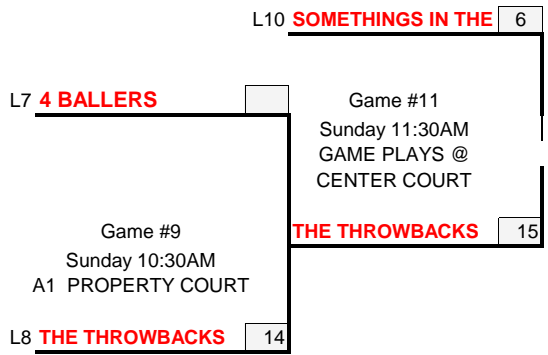 L10 SOMETHINGS IN THE 6
L7 4 BALLERS
Game #11
Sunday 11:30AM
GAME PLAYS @
CENTER COURT
THE THROWBACKS 15
Game #9
Sunday 10:30AM
A1 PROPERTY COURT
L8 THE THROWBACKS 14